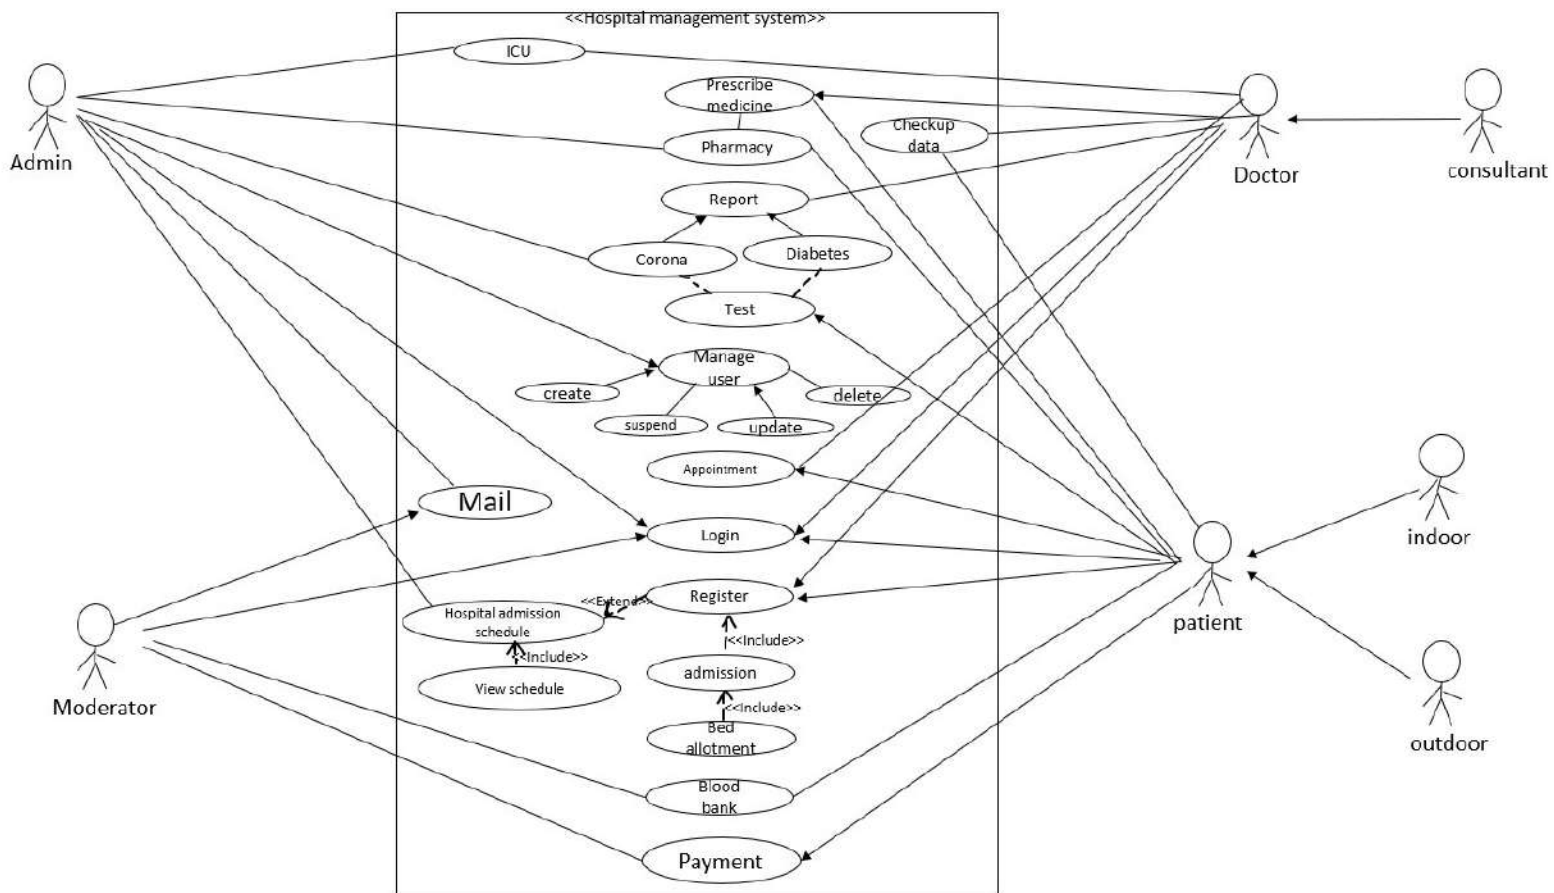 <<Hospital management system>>
ICU
Prescribe
medicine
Checkup
data
Pharmacy
Admin
Doctor
consultant
Report
Corona
Diabetes
Test
Manage
user
create
delete
suspend
update
Appointment
Mail
Login
indoor
<<Extend>>
Register
Hospital admission
schedule
patient
<<Include>>
<<Include>>
admission
View schedule
Moderator
<<Include>>
Bed
allotment
outdoor
Blood
bank
Payment